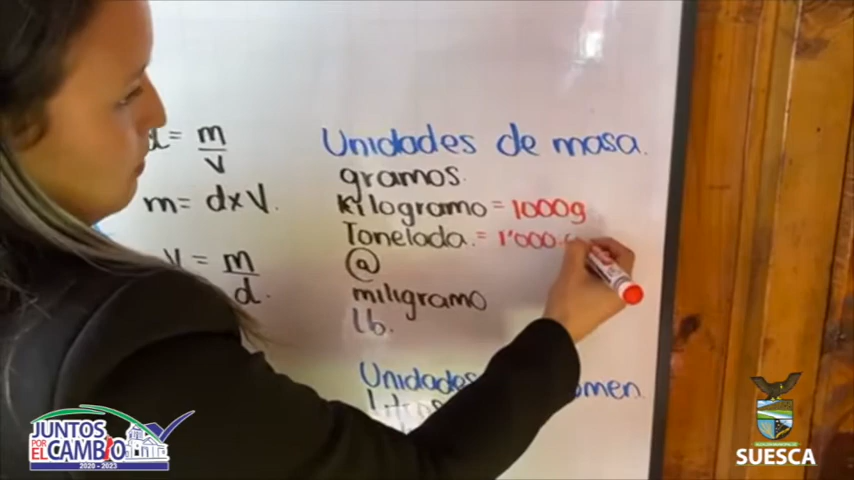 d = m
v
m = d x V.
V = m
d.
Unidades de masa.
gramos.
Kilogramo = 1000g
Tonelada. = 1'000.
@
miligramo
lb.
Unidades
JUNTOS
POR
EL CAMBIO
2020 - 2023
SUESCA